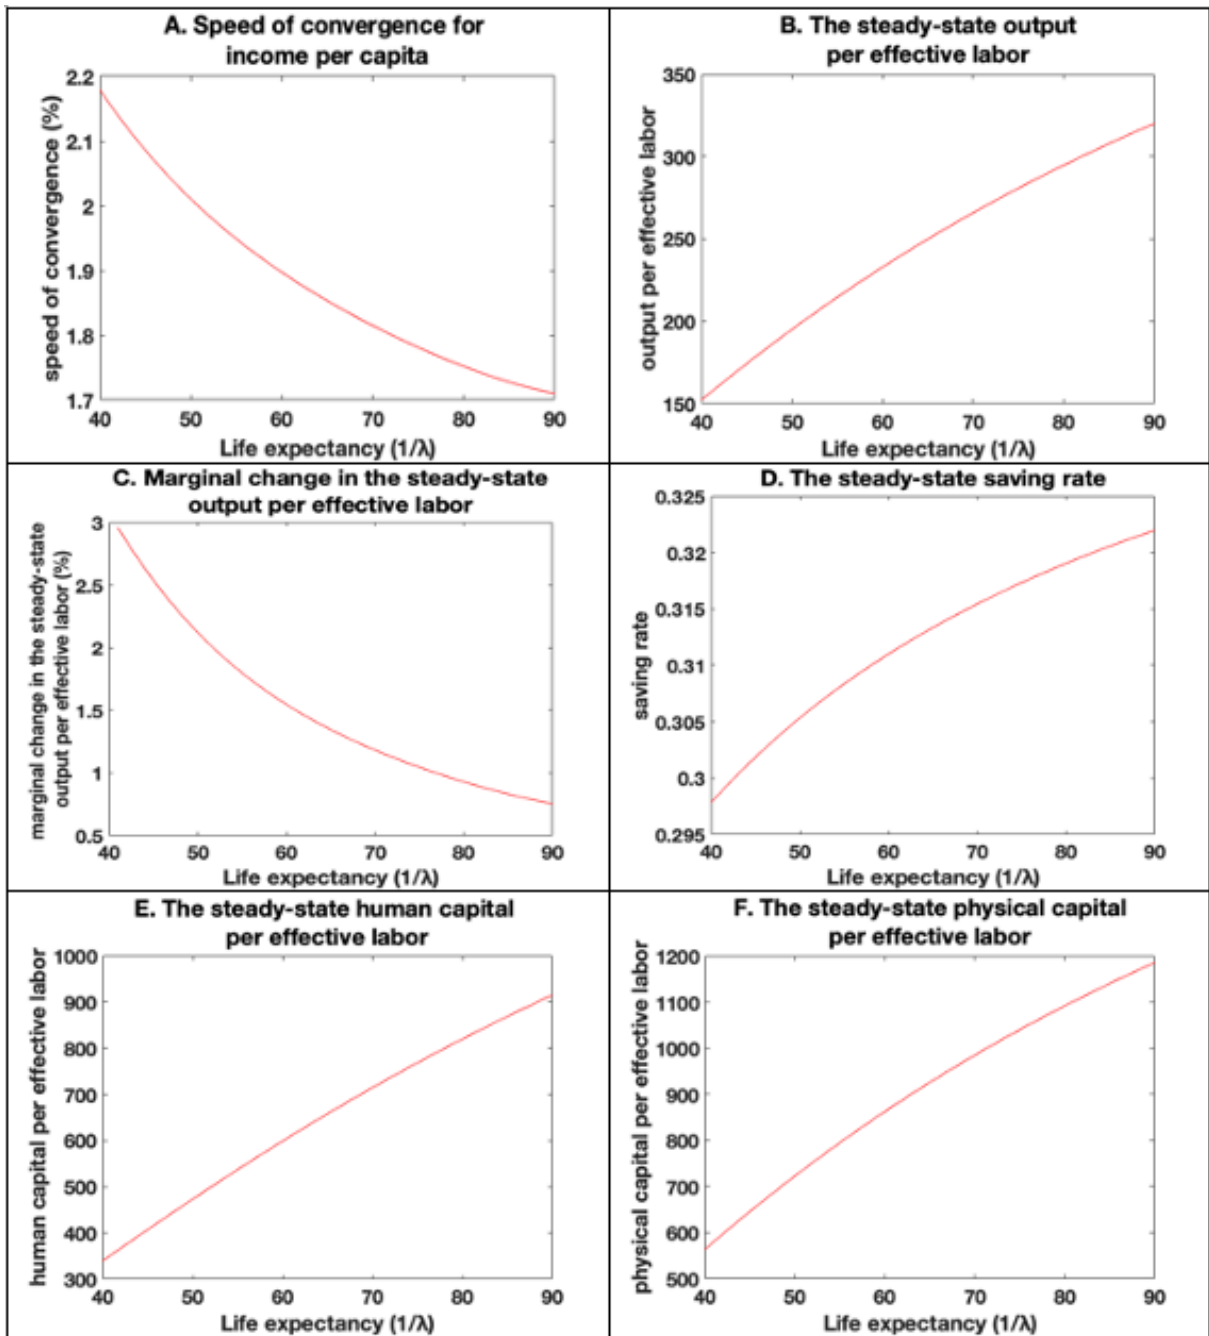 A. Speed of convergence for
income per capita
speed of convergence (%)
2.2
2.1
2
1.9
1.8
1.7
40 50 60 70 80 90
Life expectancy (1/λ)
B. The steady-state output
per effective labor
output per effective labor
350
300
250
200
150
40 50 60 70 80 90
Life expectancy (1/λ)
C. Marginal change in the steady-state
output per effective labor
marginal change in the steady-state
output per effective labor (%)
3
2.5
2
1.5
1
0.5
40 50 60 70 80 90
Life expectancy (1/λ)
D. The steady-state saving rate
saving rate
0.325
0.32
0.315
0.31
0.305
0.3
0.295
40 50 60 70 80 90
Life expectancy (1/λ)
E. The steady-state human capital
per effective labor
human capital per effective labor
1000
900
800
700
600
500
400
300
40 50 60 70 80 90
Life expectancy (1/λ)
F. The steady-state physical capital
per effective labor
physical capital per effective labor
1200
1100
1000
900
800
700
600
500
40 50 60 70 80 90
Life expectancy (1/λ)